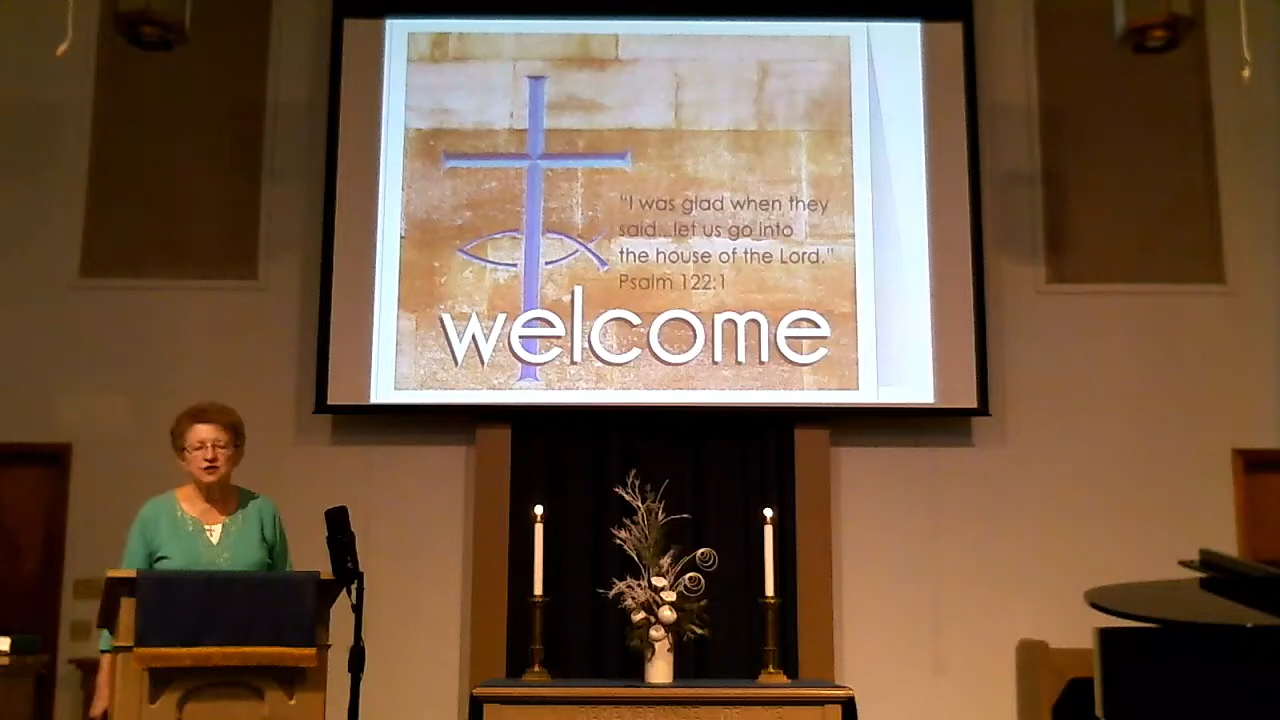 "I was glad when they
said...let us go into
the house of the Lord."
Psalm 122:1
welcome